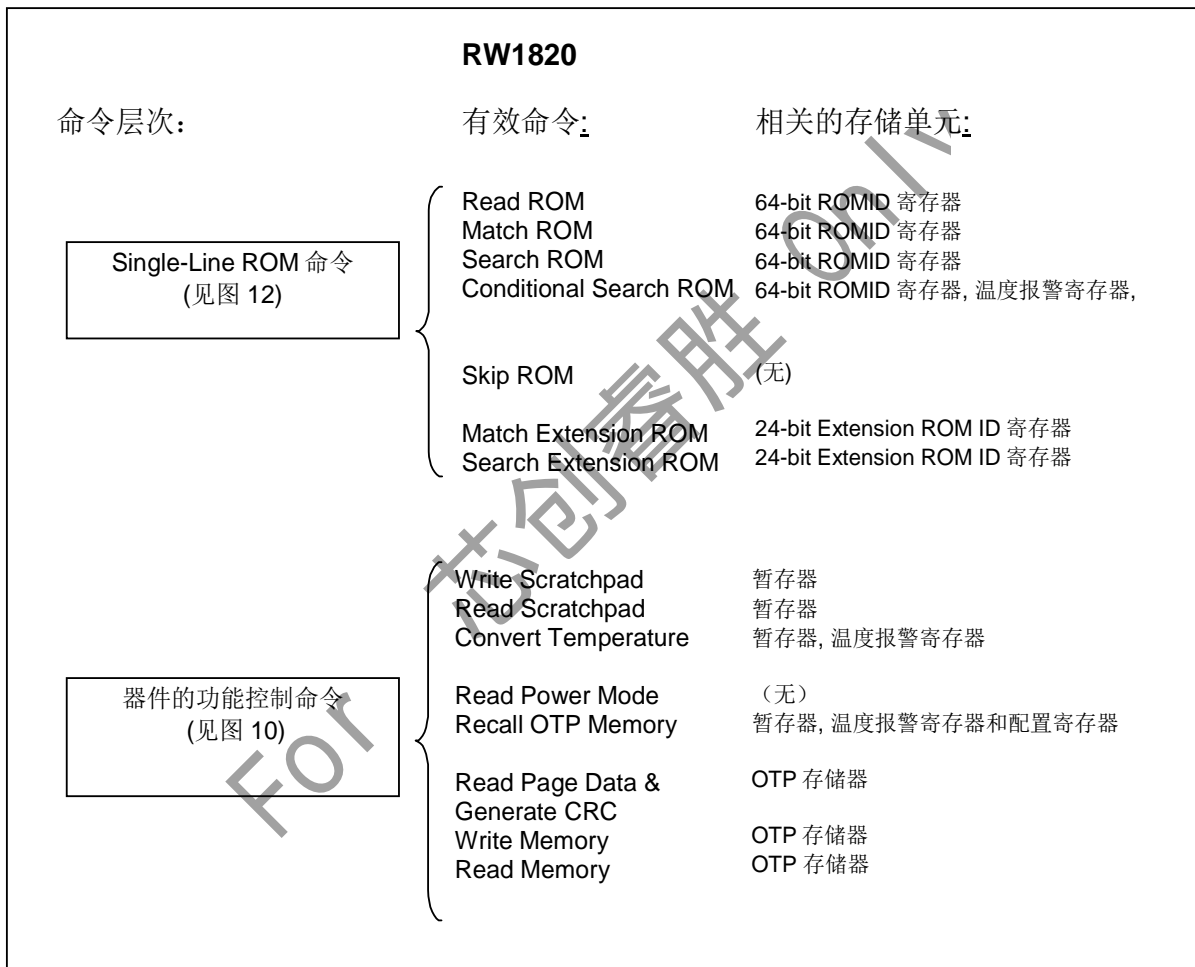 RW1820
命令层次： 有效命令: 相关的存储单元:
Single-Line ROM 命令
(见图 12)
Read ROM 64-bit ROMID 寄存器
Match ROM 64-bit ROMID 寄存器
Search ROM 64-bit ROMID 寄存器
Conditional Search ROM 64-bit ROMID 寄存器, 温度报警寄存器,
Skip ROM (无)
Match Extension ROM 24-bit Extension ROM ID 寄存器
Search Extension ROM 24-bit Extension ROM ID 寄存器
器件的功能控制命令
(见图 10)
Write Scratchpad 暂存器
Read Scratchpad 暂存器
Convert Temperature 暂存器, 温度报警寄存器
Read Power Mode （无）
Recall OTP Memory 暂存器, 温度报警寄存器和配置寄存器
Read Page Data & OTP 存储器
Generate CRC
Write Memory OTP 存储器
Read Memory OTP 存储器
For 芯创睿胜 Only